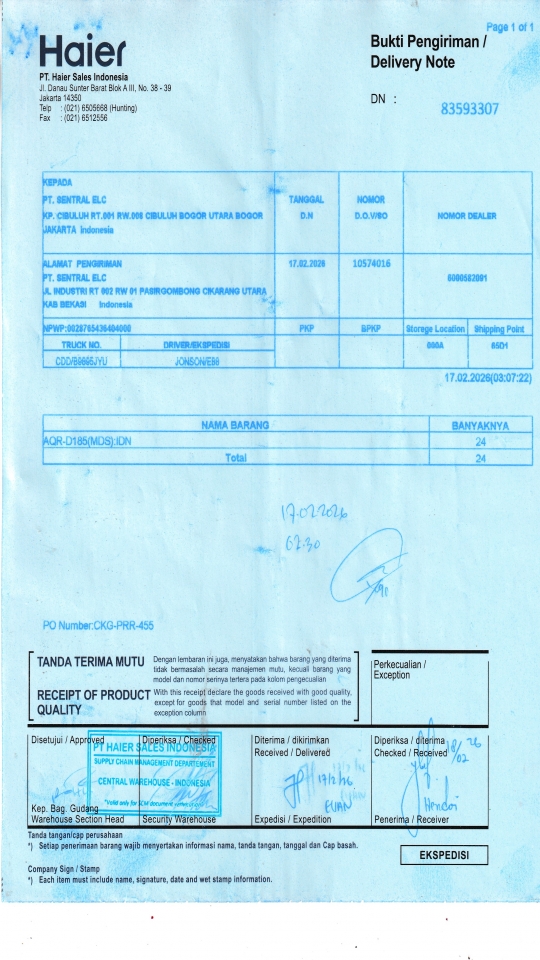 Page 1 of 1
Haier
Bukti Pengiriman /
Delivery Note
PT. Haier Sales Indonesia
Jl. Danau Sunter Barat Blok A III, No. 38 - 39
Jakarta 14350
Telp : (021) 6505668 (Hunting)
Fax : (021) 6512556
DN : 83593307
KEPADA
PT. SENTRAL ELC
KP. CIBULUH RT.001 RW.006 CIBULUH BOGOR UTARA BOGOR
JAKARTA Indonesia
TANGGAL
D.N
NOMOR
D.O.V/SO
NOMOR DEALER
ALAMAT PENGIRIMAN
PT. SENTRAL ELC
JL INDUSTRI RT 002 RW 01 PASIRGOMBONG CIKARANG UTARA
KAB BEKASI Indonesia
17.02.2026
10574016
6000582091
NPWP:0028765436404000
PKP
BPKP
Storege Location
Shipping Point
TRUCK NO.
DRIVER/EKSPEDISI
000A
65D1
JONSON/E88
17.02.2026(03:07:22)
NAMA BARANG BANYAKNYA
AQR-D185(MDS):IDN 24
Total 24
17-02-2026
07.30
PO Number:CKG-PRR-455
TANDA TERIMA MUTU
Dengan lembaran ini juga, menyatakan bahwa barang yang diterima
tidak bermasalah secara manajemen mutu, kecuali barang yang
model dan nomor serinya tertera pada kolom pengecualian
RECEIPT OF PRODUCT
QUALITY
With this receipt declare the goods received with good quality,
except for goods that model and serial number listed on the
exception column
Perkecualian /
Exception
Disetujui / Approved
Diperiksa / Checked
Diterima / dikirimkan
Received / Delivered
Diperiksa / diterima
Checked / Received
PT HAIER SALES INDONESIA
SUPPLY CHAIN MANAGEMENT DEPARTEMENT
CENTRAL WAREHOUSE - INDONESIA
17/2 26
18/02 26
Hendri
Kep. Bag. Gudang
Warehouse Section Head
Security Warehouse
Expedisi / Expedition
Penerima / Receiver
Tanda tangan/cap perusahaan
*) Setiap penerimaan barang wajib menyertakan informasi nama, tanda tangan, tanggal dan Cap basah.
EKSPEDISI
Company Sign / Stamp
*) Each item must include name, signature, date and wet stamp information.